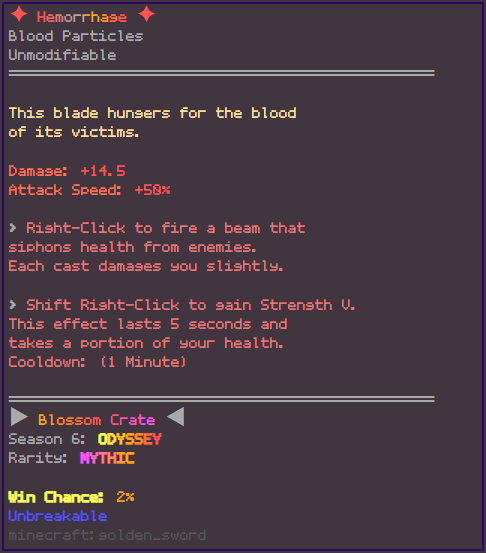 ✦ Hemorrhage ✦
Blood Particles
Unmodifiable
This blade hungers for the blood
of its victims.
Damage: +14.5
Attack Speed: +50%
> Right-Click to fire a beam that
siphons health from enemies.
Each cast damages you slightly.
> Shift Right-Click to gain Strength V.
This effect lasts 5 seconds and
takes a portion of your health.
Cooldown: (1 Minute)
▶ Blossom Crate ◀
Season 6: ODYSSEY
Rarity: MYTHIC
Win Chance: 2%
Unbreakable
minecraft:golden_sword